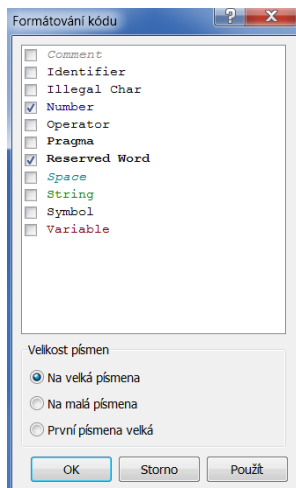 Formátování kódu
Comment
Identifier
Illegal Char
Number
Operator
Pragma
Reserved Word
Space
String
Symbol
Variable
Velikost písmen
Na velká písmena
Na malá písmena
První písmena velká
OK Storno Použít